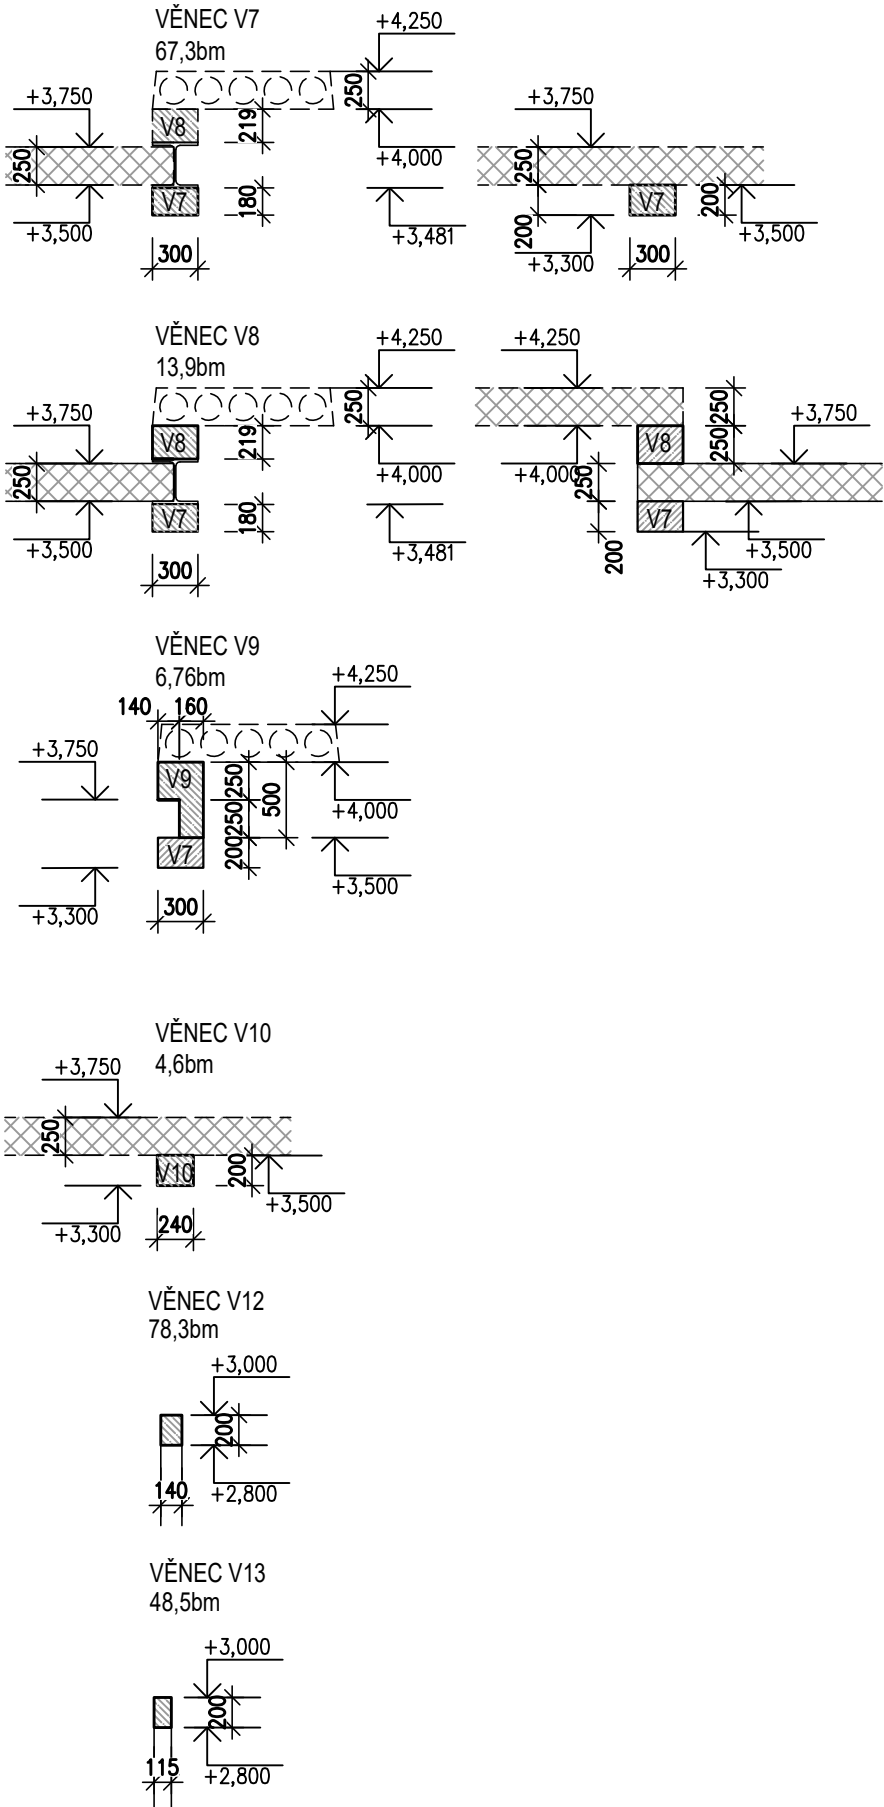 VĚNEC V7
67,3bm
+4,250
+3,750
250
V8
219
+3,750
250
+4,000
250
V7
180
V7
200
+3,500
+3,481
200
+3,500
300
+3,300
300
VĚNEC V8
13,9bm
+4,250
+4,250
+3,750
250
250
+3,750
V8
219
V8
250
250
+4,000
+4,000
250
V7
180
V7
+3,500
+3,481
200
+3,500
300
+3,300
VĚNEC V9
6,76bm
+4,250
140
160
+3,750
V9
250
500
250
+4,000
V7
200
+3,500
+3,300
300
VĚNEC V10
4,6bm
+3,750
250
V10
200
+3,500
+3,300
240
VĚNEC V12
78,3bm
+3,000
200
140
+2,800
VĚNEC V13
48,5bm
+3,000
200
115
+2,800